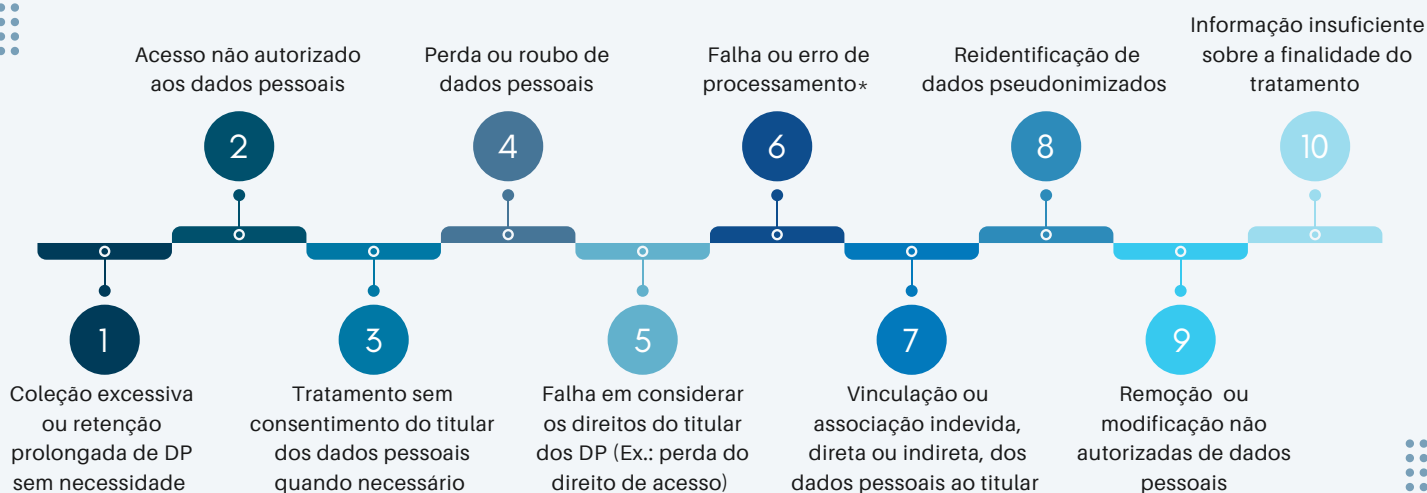 1
Coleção excessiva
ou retenção
prolongada de DP
sem necessidade
Acesso não autorizado
aos dados pessoais
2
3
Tratamento sem
consentimento do titular
dos dados pessoais
quando necessário
Perda ou roubo de
dados pessoais
4
5
Falha em considerar
os direitos do titular
dos DP (Ex.: perda do
direito de acesso)
Falha ou erro de
processamento*
6
7
Vinculação ou
associação indevida,
direta ou indireta, dos
dados pessoais ao titular
Reidentificação de
dados pseudonimizados
8
9
Remoção ou
modificação não
autorizadas de dados
pessoais
Informação insuficiente
sobre a finalidade do
tratamento
10